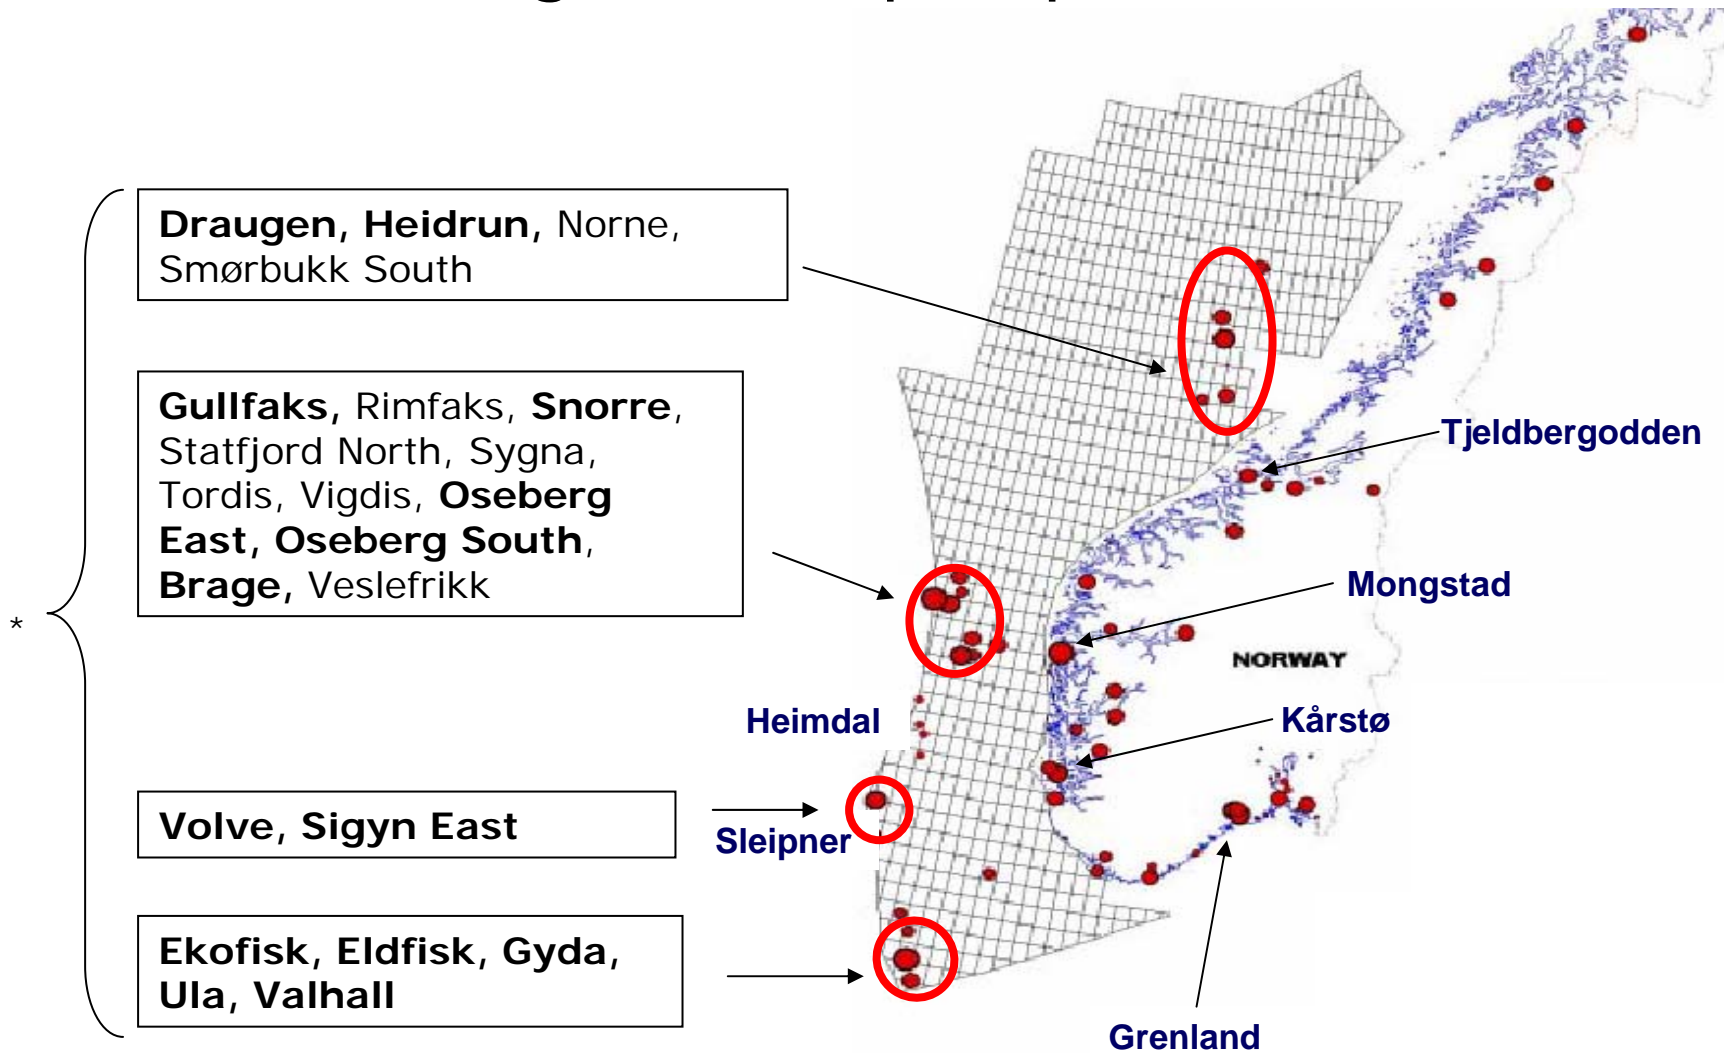 Draugen, Heidrun, Norne,
Smørbukk South
Gullfaks, Rimfaks, Snorre,
Statfjord North, Sygna,
Tordis, Vigdis, Oseberg
East, Oseberg South,
Brage, Veslefrikk
*
Volve, Sigyn East
Ekofisk, Eldfisk, Gyda,
Ula, Valhall
Tjeldbergodden
Mongstad
NORWAY
Heimdal
Kårstø
Sleipner
Grenland